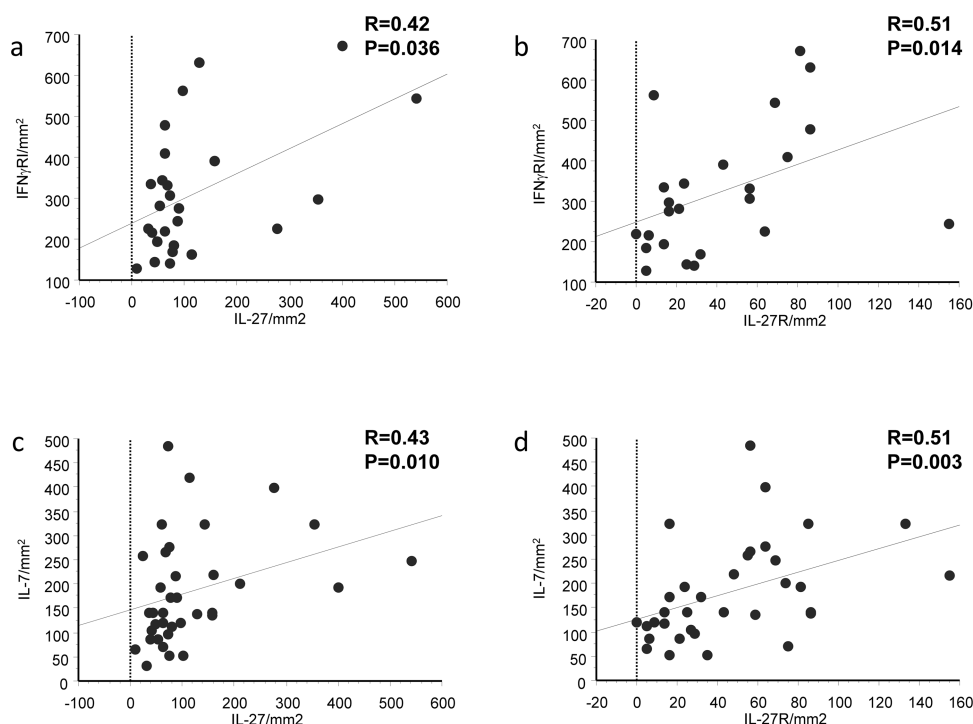 a
R=0.42
P=0.036
IFNγRI/mm²
700
600
500
400
300
200
100
-100 0 100 200 300 400 500 600
IL-27/mm2
b
R=0.51
P=0.014
IFNγRI/mm²
700
600
500
400
300
200
100
-20 0 20 40 60 80 100 120 140 160
IL-27R/mm2
c
R=0.43
P=0.010
IL-7/mm²
500
450
400
350
300
250
200
150
100
50
0
-100 0 100 200 300 400 500 600
IL-27/mm2
d
R=0.51
P=0.003
IL-7/mm²
500
450
400
350
300
250
200
150
100
50
0
-20 0 20 40 60 80 100 120 140 160
IL-27R/mm2